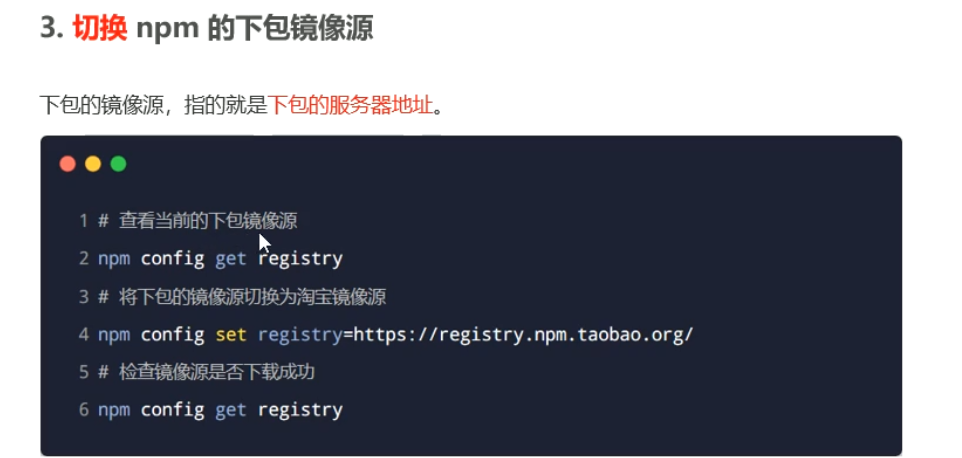 3. 切换 npm 的下包镜像源
下包的镜像源，指的就是下包的服务器地址。
1 # 查看当前的下包镜像源
2 npm config get registry
3 # 将下包的镜像源切换为淘宝镜像源
4 npm config set registry=https://registry.npm.taobao.org/
5 # 检查镜像源是否下载成功
6 npm config get registry